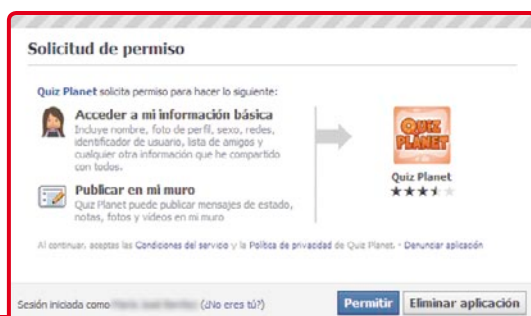 Solicitud de permiso
Quiz Planet solicita permiso para hacer lo siguiente:
Acceder a mi información básica
Incluye nombre, foto de perfil, sexo, redes,
identificador de usuario, lista de amigos y
cualquier otra información que he compartido
con todos.
Publicar en mi muro
Quiz Planet puede publicar mensajes de estado,
notas, fotos y vídeos en mi muro
QUIZ
PLANET
Quiz Planet
Al continuar, aceptas las Condiciones del servicio y la Política de privacidad de Quiz Planet. · Denunciar aplicación
Sesión iniciada como (¿No eres tú?)
Permitir
Eliminar aplicación